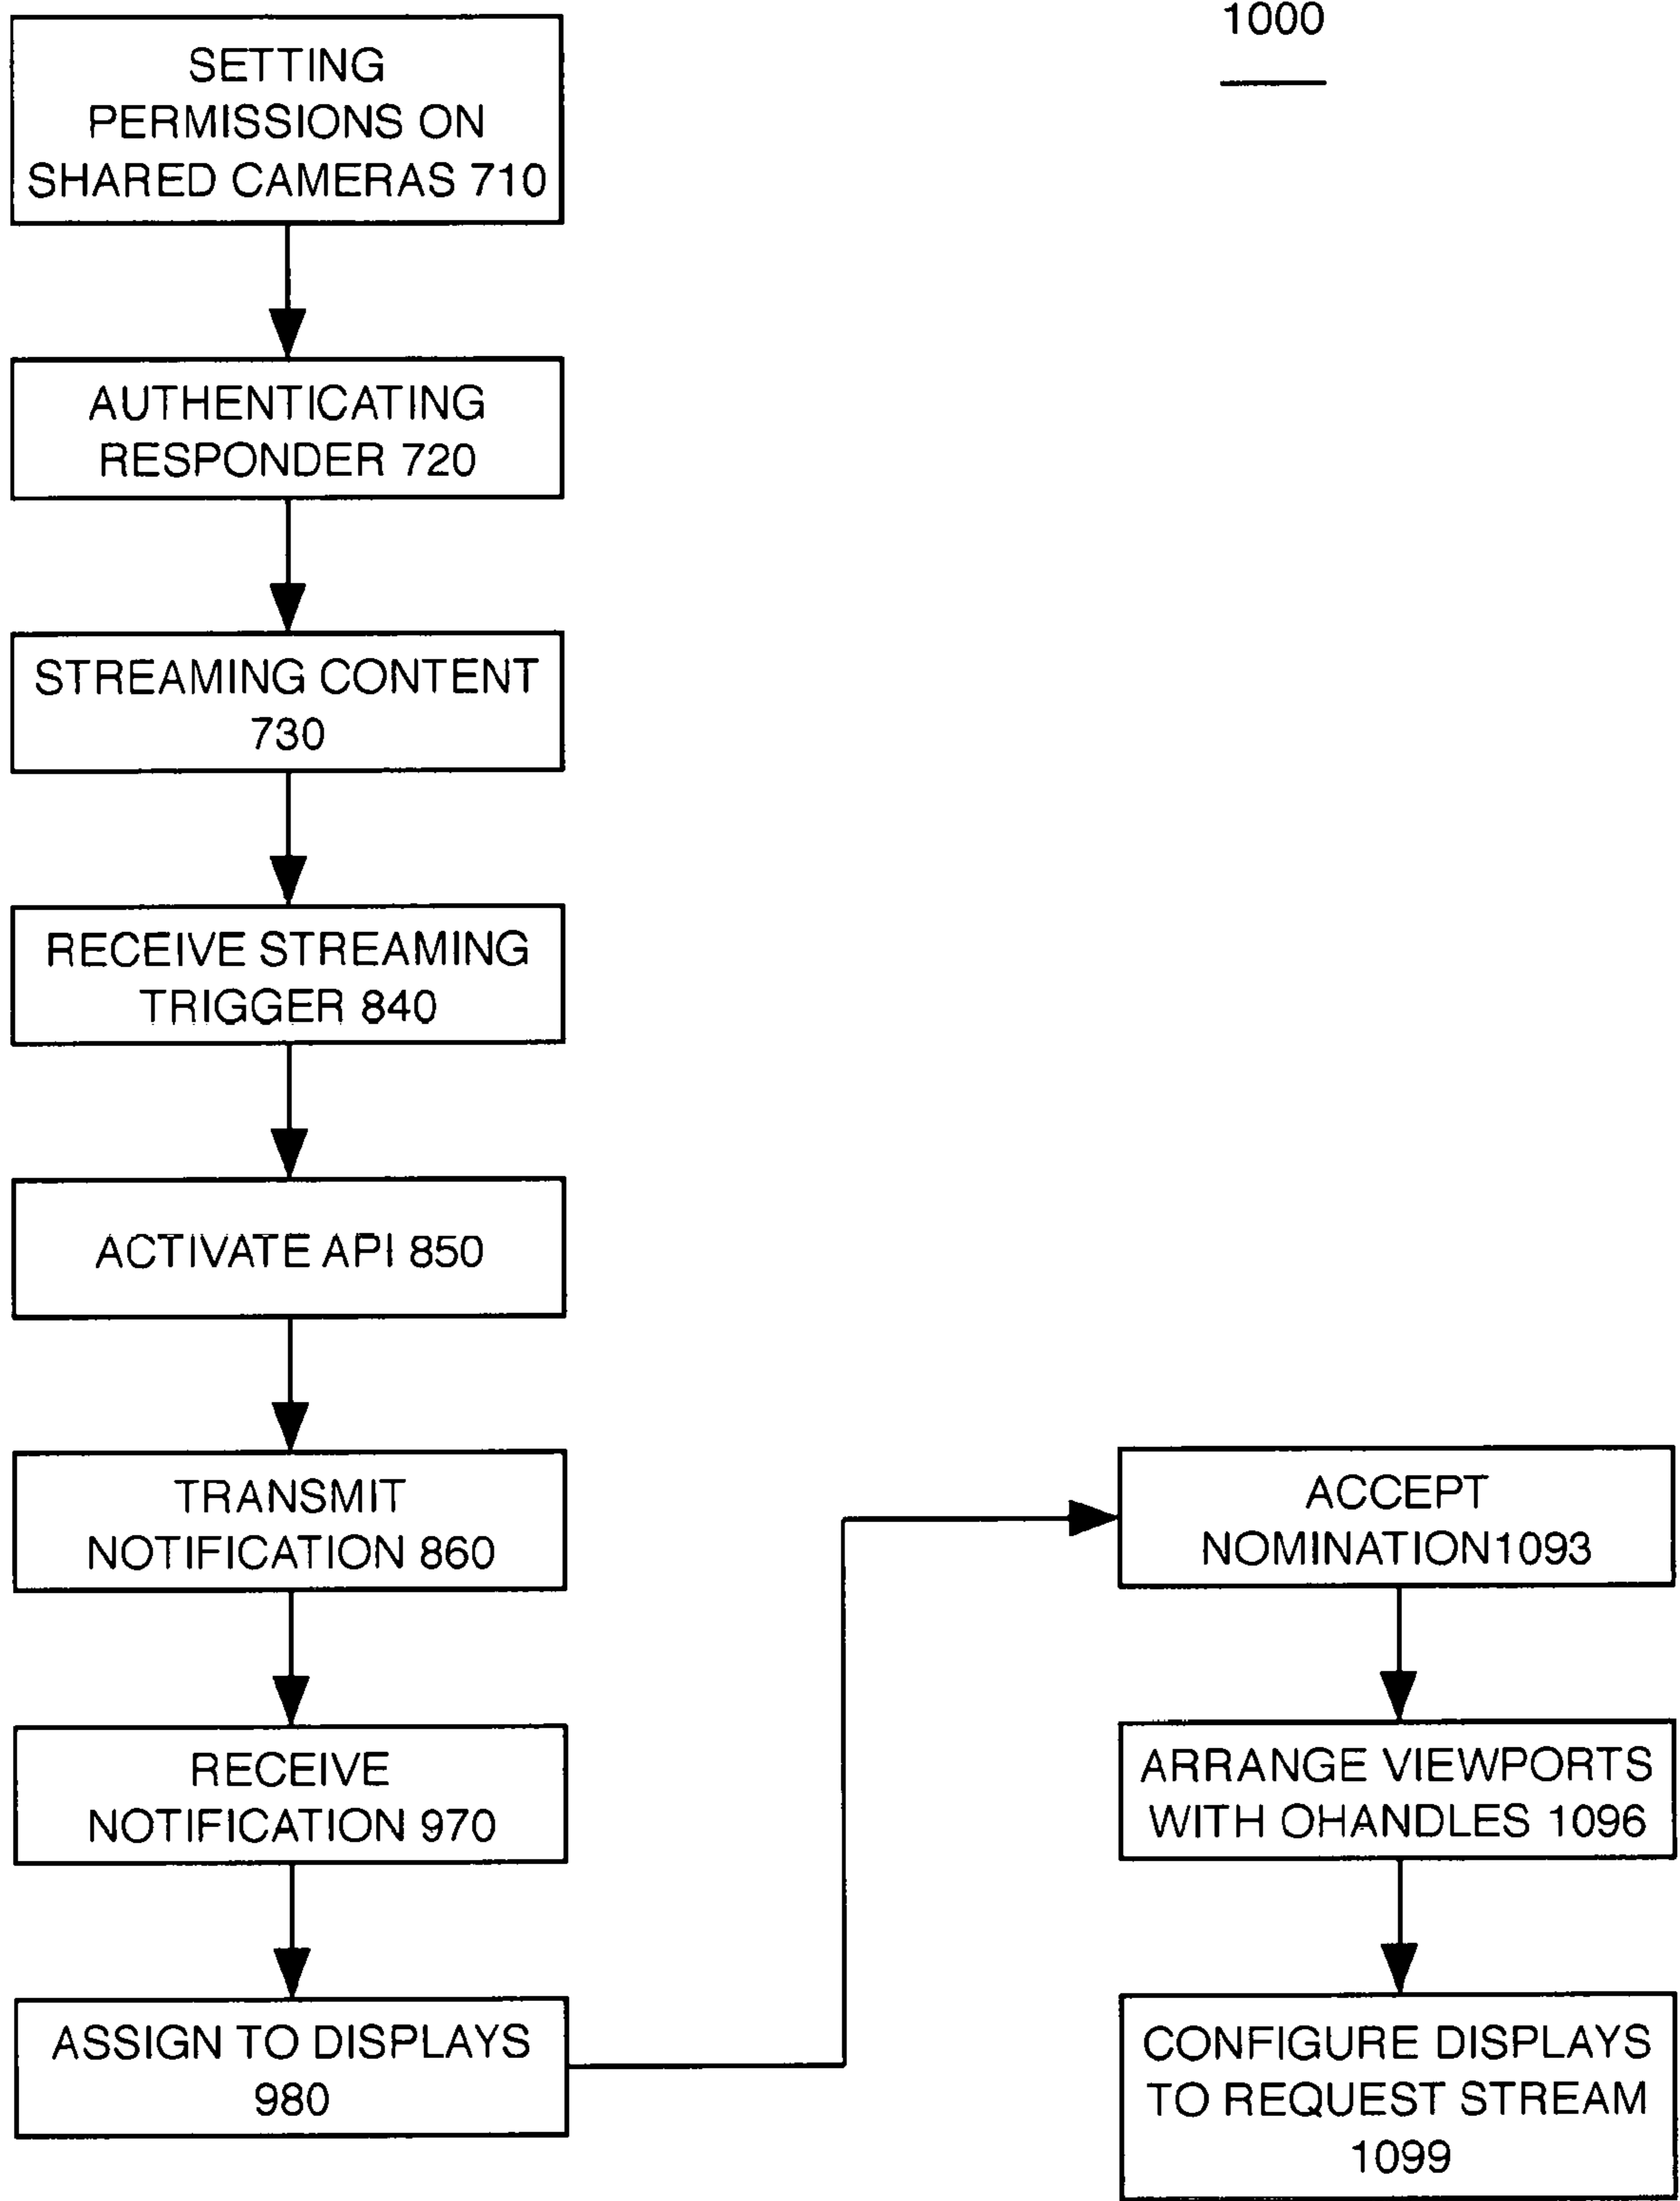 1000
SETTING
PERMISSIONS ON
SHARED CAMERAS 710
AUTHENTICATING
RESPONDER 720
STREAMING CONTENT
730
RECEIVE STREAMING
TRIGGER 840
ACTIVATE API 850
TRANSMIT
NOTIFICATION 860
RECEIVE
NOTIFICATION 970
ASSIGN TO DISPLAYS
980
ACCEPT
NOMINATION1093
ARRANGE VIEWPORTS
WITH OHANDLES 1096
CONFIGURE DISPLAYS
TO REQUEST STREAM
1099